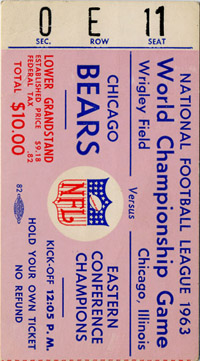 O E 11
SEC. ROW SEAT
NATIONAL FOOTBALL LEAGUE 1963
World Championship Game
Wrigley Field Chicago, Illinois
Versus
CHICAGO BEARS
EASTERN CONFERENCE CHAMPIONS
NFL
LOWER GRANDSTAND
ESTABLISHED PRICE $9.18
FEDERAL TAX .82
TOTAL $10.00
KICK-OFF 12:05 P.M.
HOLD YOUR OWN TICKET
NO REFUND
82